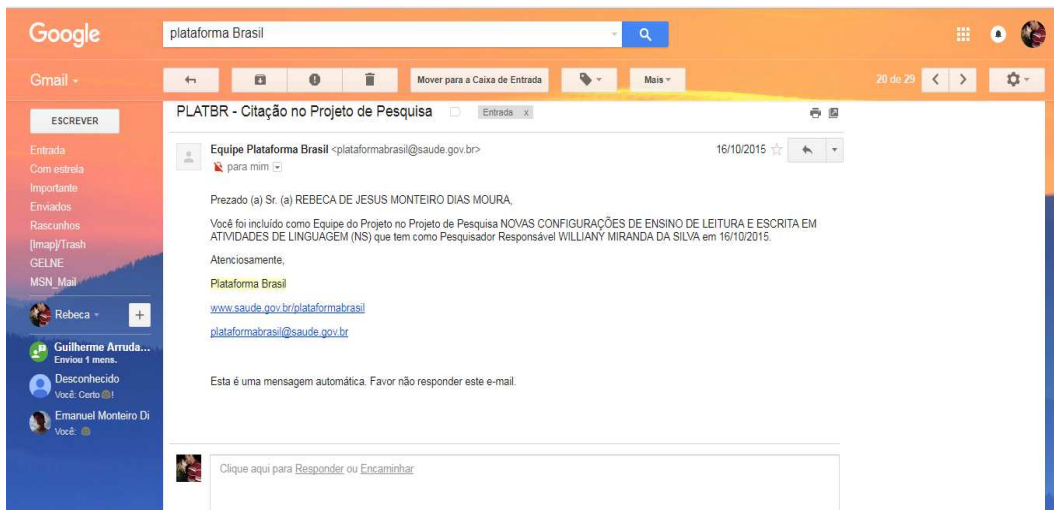 Google
plataforma Brasil
Gmail
Mover para a Caixa de Entrada
Mais
20 de 29
ESCREVER
Entrada
Com estrela
Importante
Enviados
Rascunhos
[Imap]/Trash
GELNE
MSN_Mail
Rebeca
+
Guilherme Arruda...
Enviou 1 mens.
Desconhecido
Você: Certo !
Emanuel Monteiro Di
Você:
PLATBR - Citação no Projeto de Pesquisa
Entrada x
Equipe Plataforma Brasil <plataformabrasil@saude.gov.br>
16/10/2015
para mim
Prezado (a) Sr. (a) REBECA DE JESUS MONTEIRO DIAS MOURA,
Você foi incluído como Equipe do Projeto no Projeto de Pesquisa NOVAS CONFIGURAÇÕES DE ENSINO DE LEITURA E ESCRITA EM
ATIVIDADES DE LINGUAGEM (NS) que tem como Pesquisador Responsável WILLIANY MIRANDA DA SILVA em 16/10/2015.
Atenciosamente,
Plataforma Brasil
www.saude.gov.br/plataformabrasil
plataformabrasil@saude.gov.br
Esta é uma mensagem automática. Favor não responder este e-mail.
Clique aqui para Responder ou Encaminhar